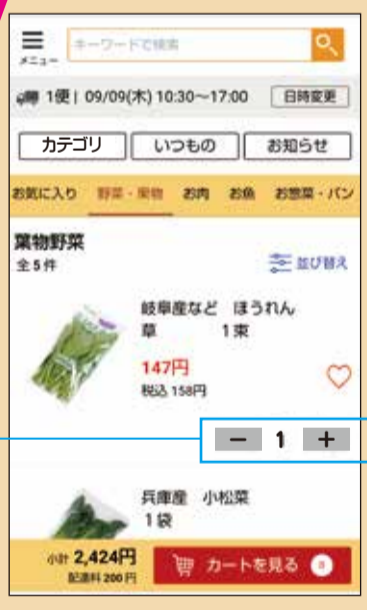 キーワードで検索
メニュー
1便 | 09/09(木) 10:30～17:00 日時変更
カテゴリ いつもの お知らせ
お気に入り 野菜・果物 お肉 お魚 お惣菜・パン
葉物野菜
全5件
並び替え
岐阜産など ほうれん
草 1束
147円
税込 158円
− 1 +
兵庫産 小松菜
1袋
小計 2,424円
配達料 200円
カートを見る